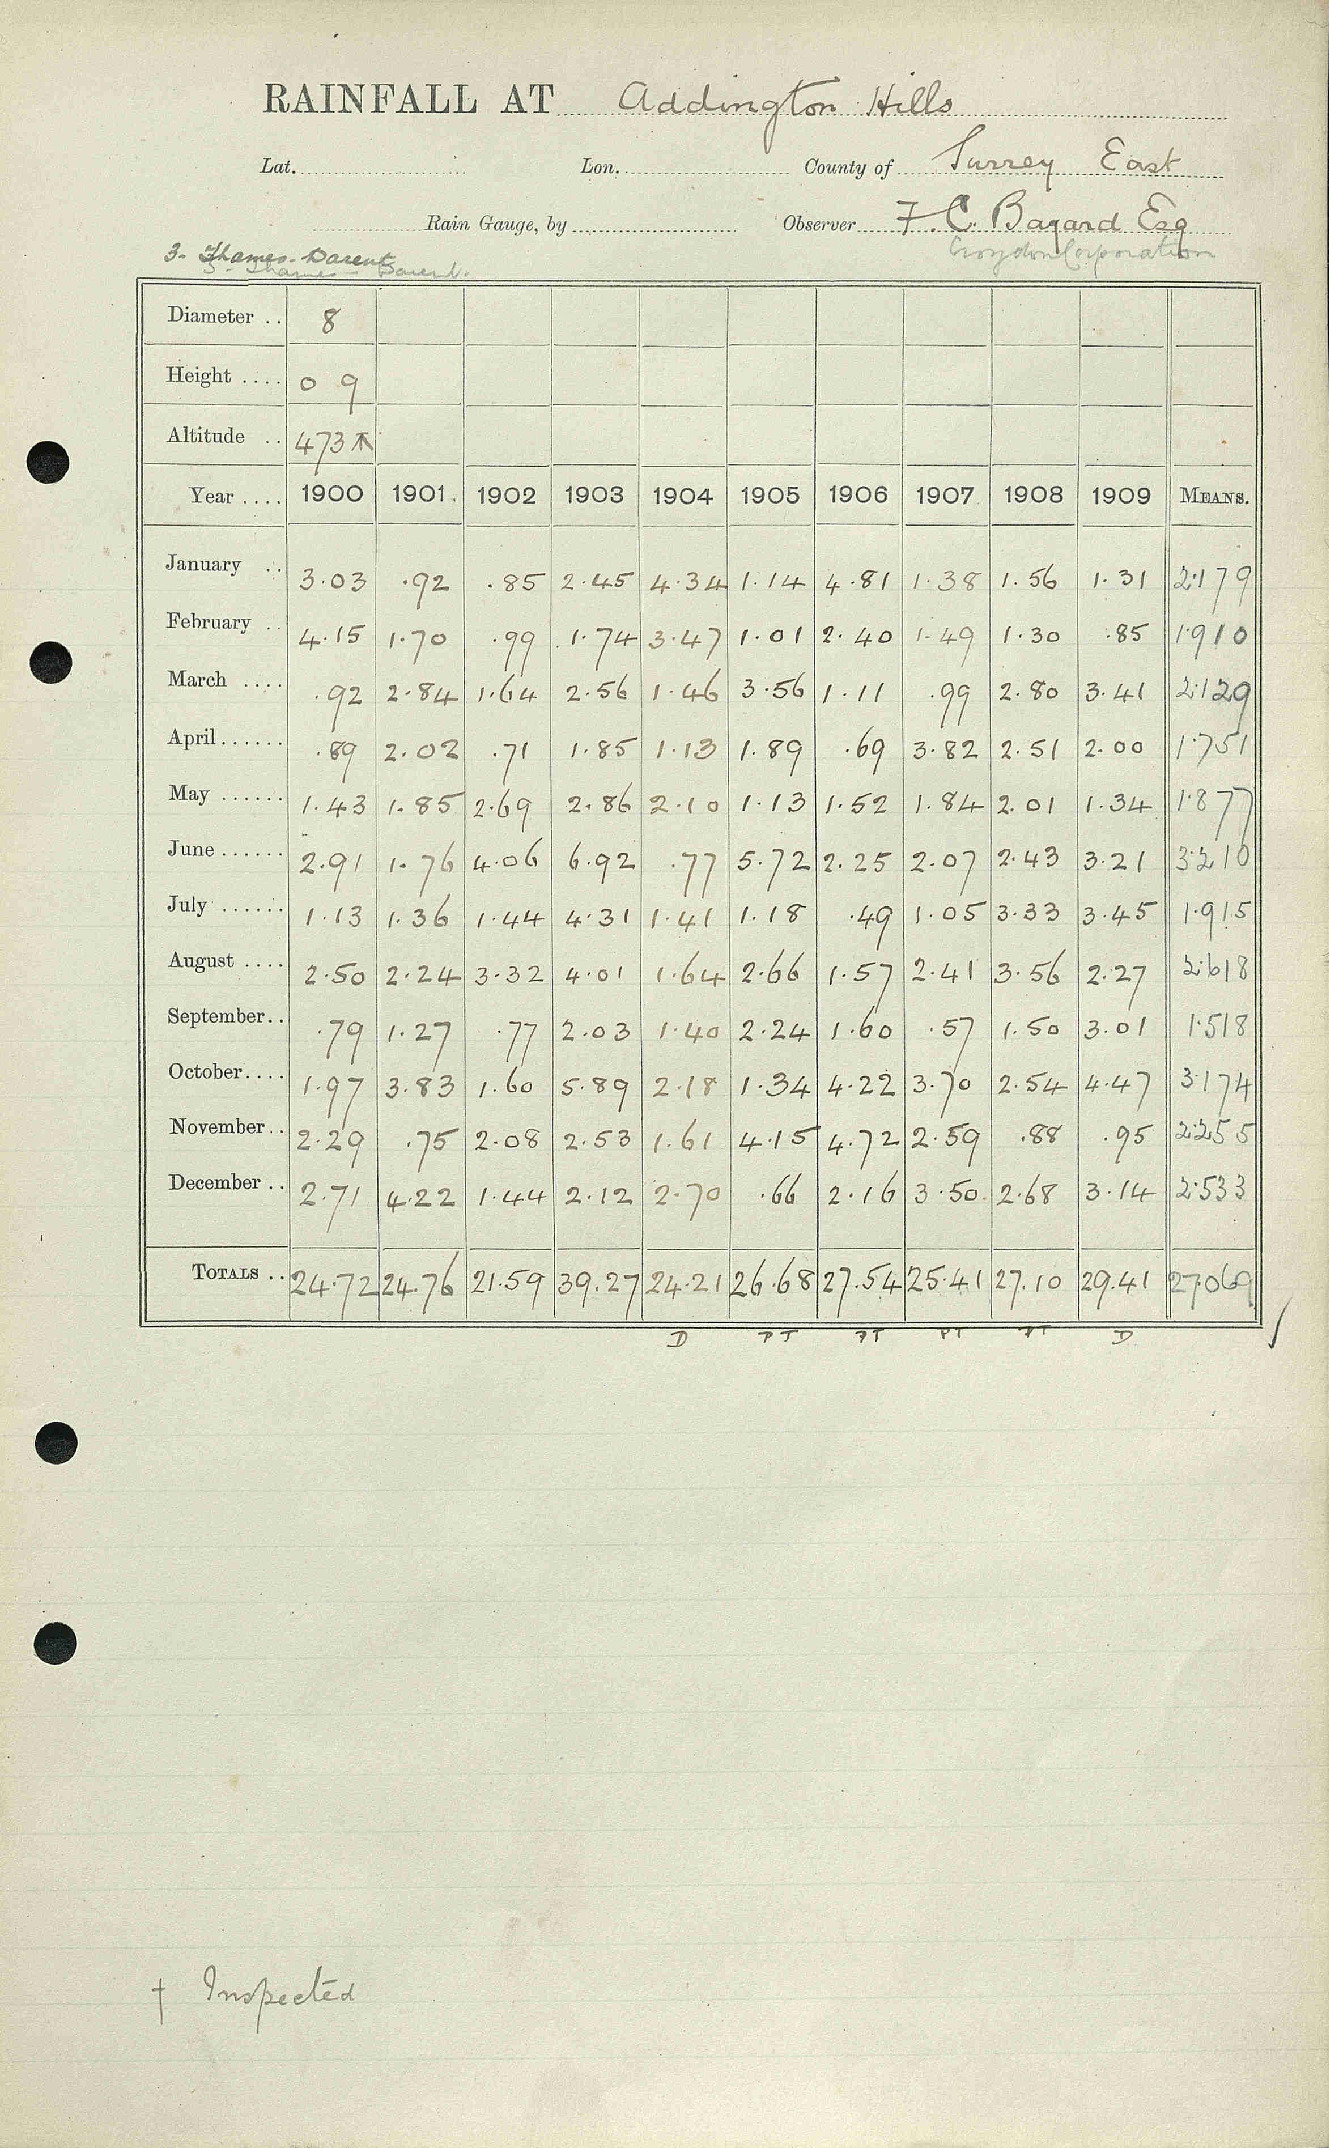 RAINFALL AT Addington Hills
Lat. Lon. County of Surrey East
Rain Gauge, by Observer F. C. Bagard Esq
3. Thames-Darent Croydon Corporation
3. Thames - Darent.
Diameter .. 8
Height .... 0 9
Altitude .. 473
Year .... 1900 1901 1902 1903 1904 1905 1906 1907 1908 1909 MEANS.
January .. 3.03 .92 .85 2.45 4.34 1.14 4.81 1.38 1.56 1.31 2.179
February .. 4.15 1.70 .99 1.74 3.47 1.01 2.40 1.49 1.30 .85 1.910
March .... .92 2.84 1.64 2.56 1.46 3.56 1.11 .99 2.80 3.41 2.129
April...... .89 2.02 .71 1.85 1.13 1.89 .69 3.82 2.51 2.00 1.751
May ...... 1.43 1.85 2.69 2.86 2.10 1.13 1.52 1.84 2.01 1.34 1.877
June...... 2.91 1.76 4.06 6.92 .77 5.72 2.25 2.07 2.43 3.21 3.210
July ...... 1.13 1.36 1.44 4.31 1.41 1.18 .49 1.05 3.33 3.45 1.915
August .... 2.50 2.24 3.32 4.01 1.64 2.66 1.57 2.41 3.56 2.27 2.618
September.. .79 1.27 .77 2.03 1.40 2.24 1.60 .57 1.50 3.01 1.518
October.... 1.97 3.83 1.60 5.89 2.18 1.34 4.22 3.70 2.54 4.47 3.174
November.. 2.29 .75 2.08 2.53 1.61 4.15 4.72 2.59 .88 .95 2.255
December .. 2.71 4.22 1.44 2.12 2.70 .66 2.16 3.50 2.68 3.14 2.533
TOTALS .. 24.72 24.76 21.59 39.27 24.21 26.68 27.54 25.41 27.10 29.41 27.069
D PT PT PT PT D
† Inspected